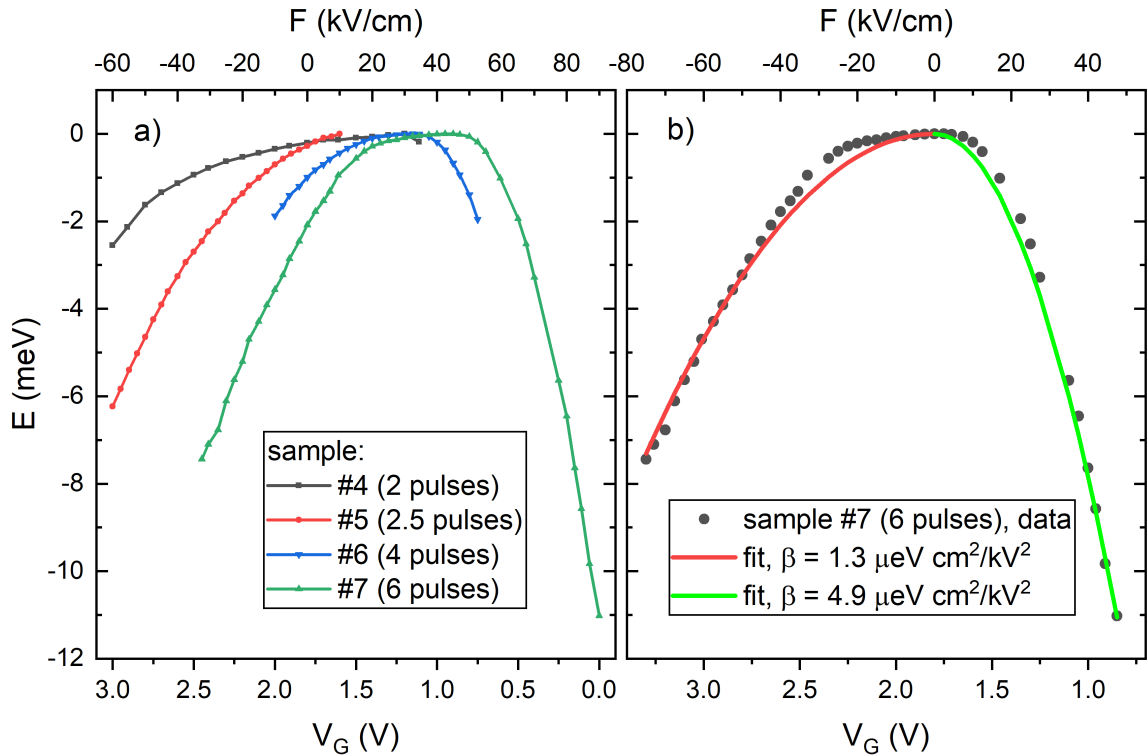 F (kV/cm)
F (kV/cm)
-60 -40 -20 0 20 40 60 80
-80 -60 -40 -20 0 20 40
a)
b)
0
-2
-4
-6
-8
-10
-12
E (meV)
sample:
#4 (2 pulses)
#5 (2.5 pulses)
#6 (4 pulses)
#7 (6 pulses)
sample #7 (6 pulses), data
fit, β = 1.3 μeV cm²/kV²
fit, β = 4.9 μeV cm²/kV²
3.0 2.5 2.0 1.5 1.0 0.5 0.0
2.5 2.0 1.5 1.0
V_G (V)
V_G (V)